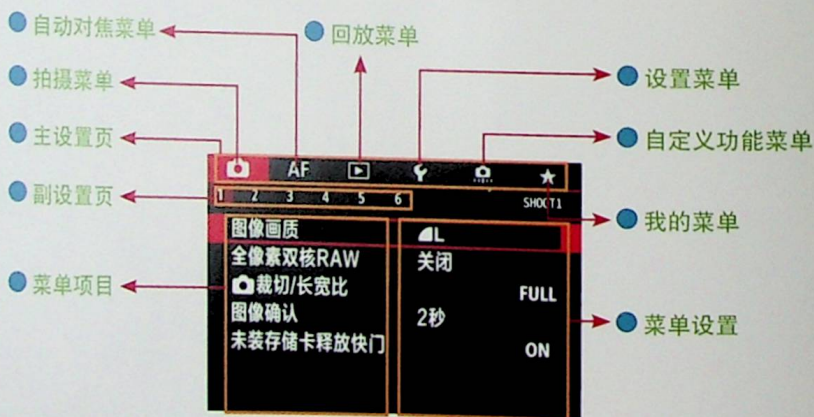 自动对焦菜单
回放菜单
拍摄菜单
设置菜单
主设置页
自定义功能菜单
AF
副设置页
1 2 3 4 5 6
SHOOT1
我的菜单
图像画质 L
全像素双核RAW 关闭
菜单项目
裁切/长宽比 FULL
图像确认 2秒
菜单设置
未装存储卡释放快门 ON